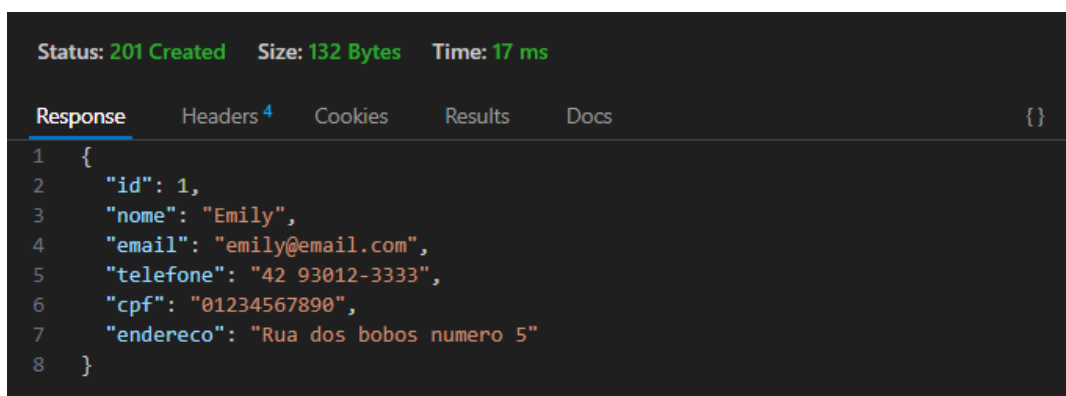 Status: 201 Created Size: 132 Bytes Time: 17 ms
Response Headers 4 Cookies Results Docs {}
1 {
2 "id": 1,
3 "nome": "Emily",
4 "email": "emily@email.com",
5 "telefone": "42 93012-3333",
6 "cpf": "01234567890",
7 "endereco": "Rua dos bobos numero 5"
8 }